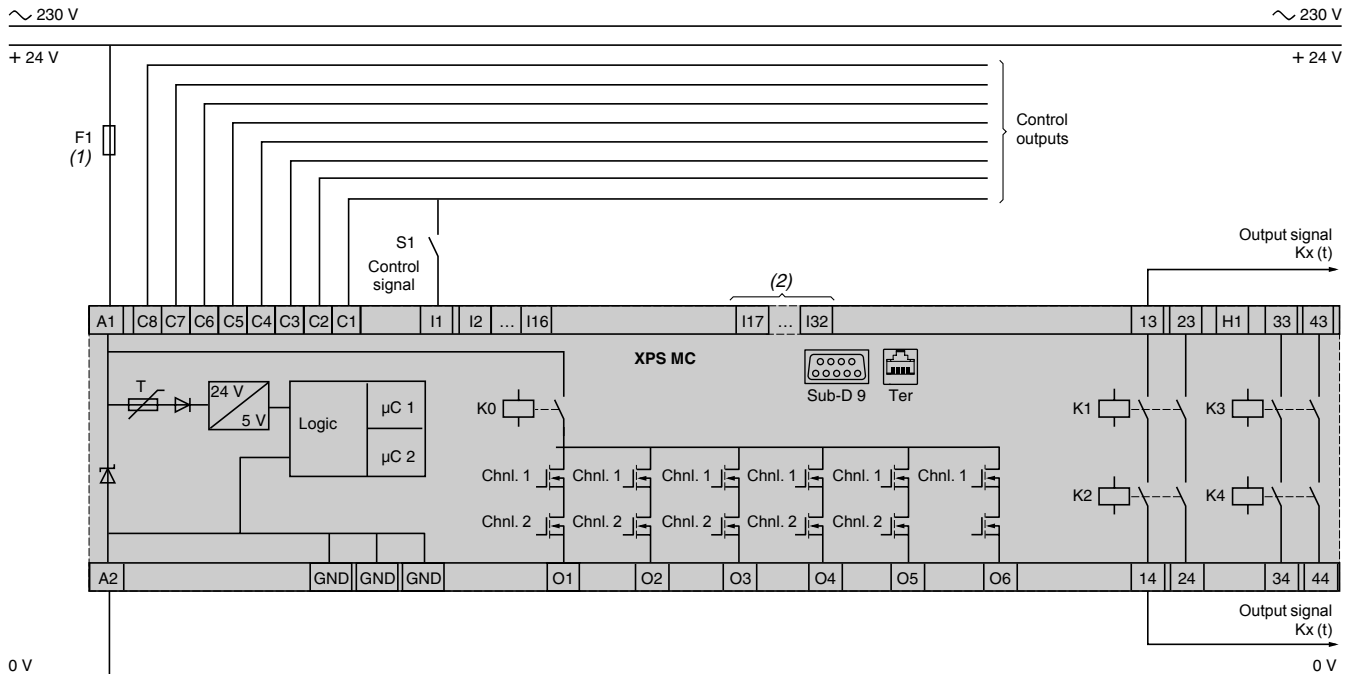 ∼ 230 V ∼ 230 V
+ 24 V + 24 V
F1
(1)
Control
outputs
S1
Control
signal
(2)
Output signal
Kx (t)
A1 C8 C7 C6 C5 C4 C3 C2 C1 I1 I2 ... I16 I17 ... I32 13 23 H1 33 43
XPS MC
Sub-D 9 Ter
T
24 V
5 V
Logic
µC 1
µC 2
K0
K1 K3
Chnl. 1 Chnl. 1 Chnl. 1 Chnl. 1 Chnl. 1 Chnl. 1
K2 K4
Chnl. 2 Chnl. 2 Chnl. 2 Chnl. 2 Chnl. 2
A2 GND GND GND O1 O2 O3 O4 O5 O6 14 24 34 44
Output signal
Kx (t)
0 V 0 V